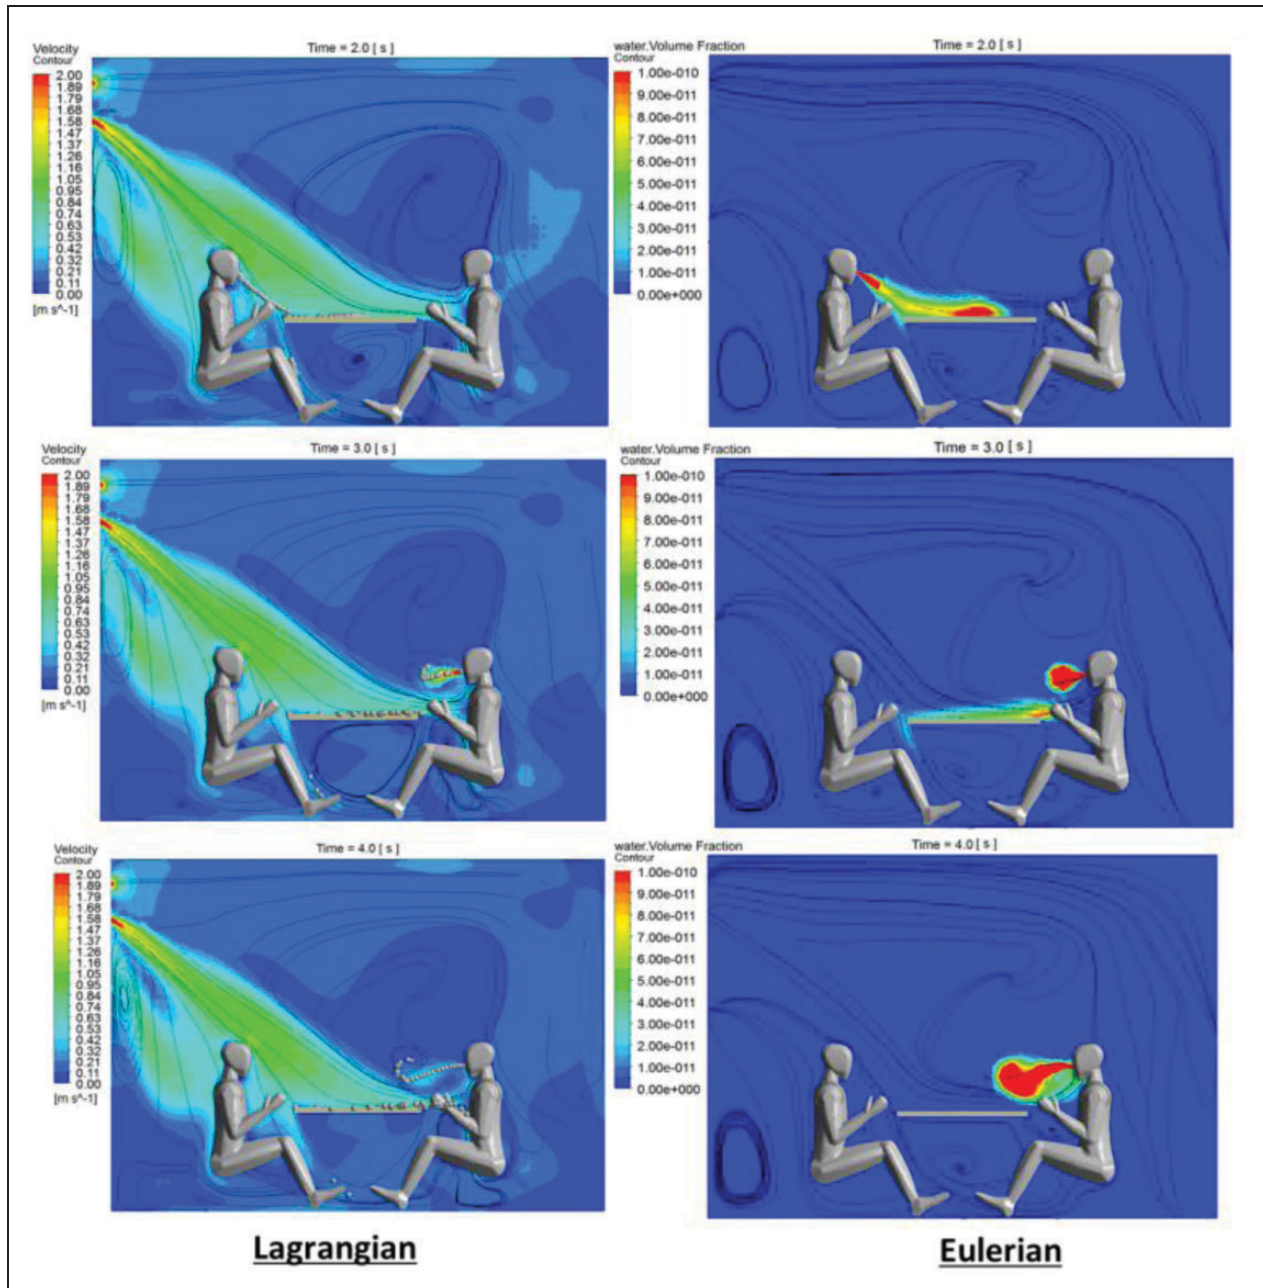 Time = 2.0 [ s ]
Velocity
Contour
2.00
1.89
1.79
1.68
1.58
1.47
1.37
1.26
1.16
1.05
0.95
0.84
0.74
0.63
0.53
0.42
0.32
0.21
0.11
0.00
[m s^-1]
Time = 2.0 [ s ]
water.Volume Fraction
Contour
1.00e-010
9.00e-011
8.00e-011
7.00e-011
6.00e-011
5.00e-011
4.00e-011
3.00e-011
2.00e-011
1.00e-011
0.00e+000
Time = 3.0 [ s ]
Velocity
Contour
2.00
1.89
1.79
1.68
1.58
1.47
1.37
1.26
1.16
1.05
0.95
0.84
0.74
0.63
0.53
0.42
0.32
0.21
0.11
0.00
[m s^-1]
Time = 3.0 [ s ]
water.Volume Fraction
Contour
1.00e-010
9.00e-011
8.00e-011
7.00e-011
6.00e-011
5.00e-011
4.00e-011
3.00e-011
2.00e-011
1.00e-011
0.00e+000
Time = 4.0 [ s ]
Velocity
Contour
2.00
1.89
1.79
1.68
1.58
1.47
1.37
1.26
1.16
1.05
0.95
0.84
0.74
0.63
0.53
0.42
0.32
0.21
0.11
0.00
[m s^-1]
Time = 4.0 [ s ]
water.Volume Fraction
Contour
1.00e-010
9.00e-011
8.00e-011
7.00e-011
6.00e-011
5.00e-011
4.00e-011
3.00e-011
2.00e-011
1.00e-011
0.00e+000
Lagrangian
Eulerian